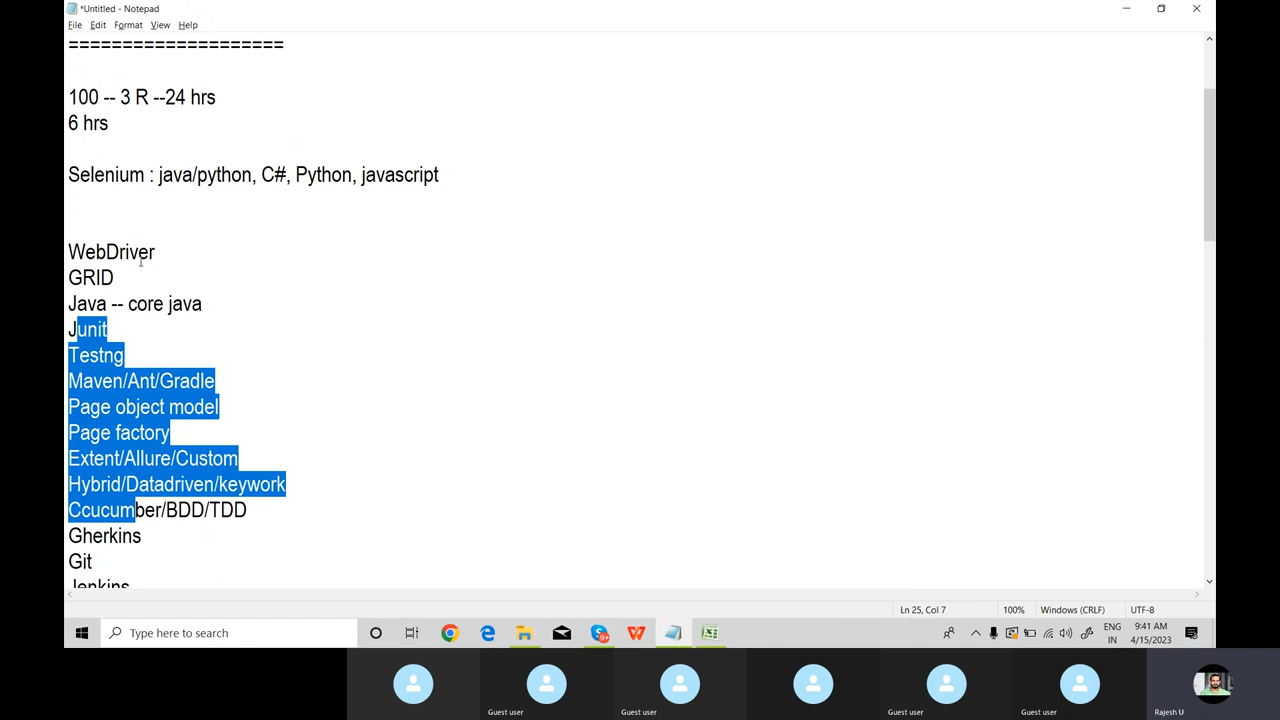 *Untitled - Notepad
File Edit Format View Help
====================
100 -- 3 R --24 hrs
6 hrs
Selenium : java/python, C#, Python, javascript
WebDriver
GRID
Java -- core java
Junit
Testng
Maven/Ant/Gradle
Page object model
Page factory
Extent/Allure/Custom
Hybrid/Datadriven/keywork
Ccucumber/BDD/TDD
Gherkins
Git
Jenkins
Ln 25, Col 7 100% Windows (CRLF) UTF-8
Type here to search
ENG
IN
9:41 AM
4/15/2023
Guest user
Guest user
Guest user
Guest user
Rajesh U